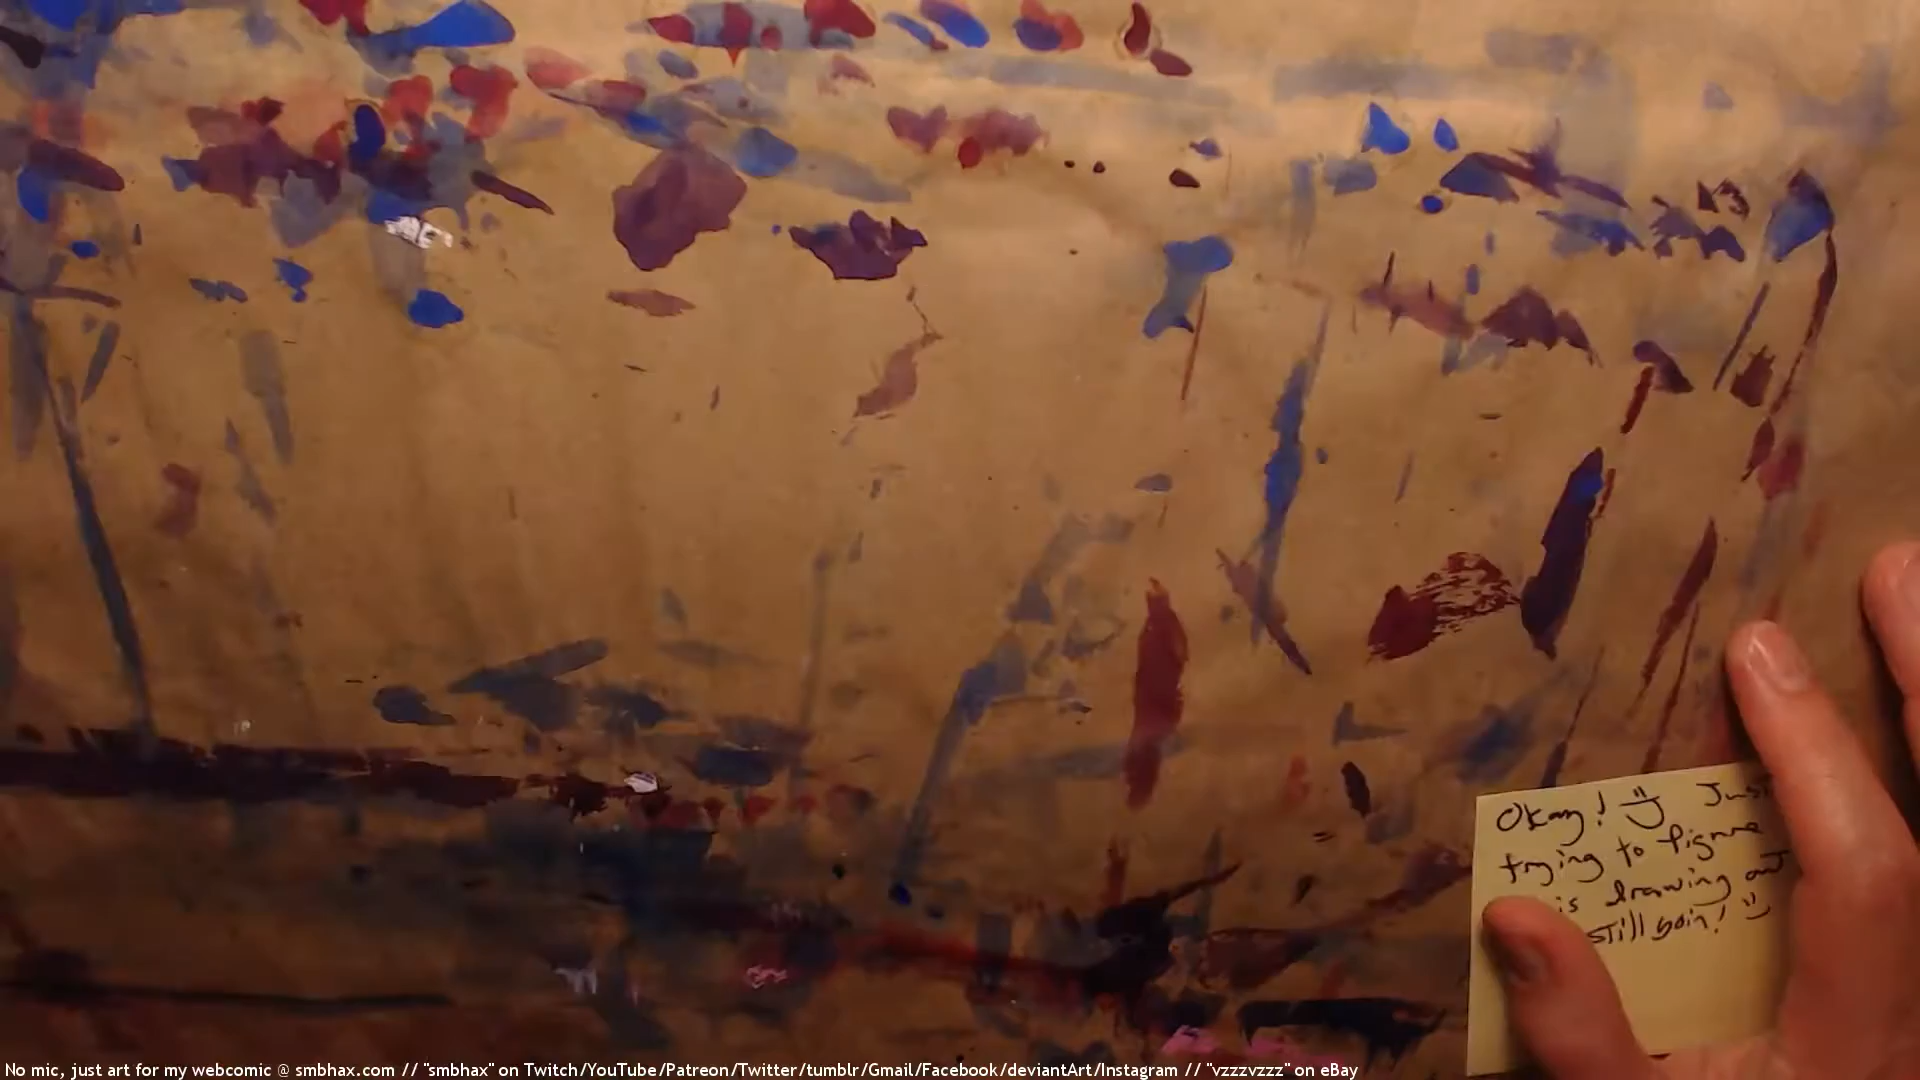 Okay! Just
trying to figure
is drawing out
still goin!
No mic, just art for my webcomic @ smbhax.com // "smbhax" on Twitch/YouTube/Patreon/Twitter/tumblr/Gmail/Facebook/deviantArt/Instagram // "vzzzvzzz" on eBay